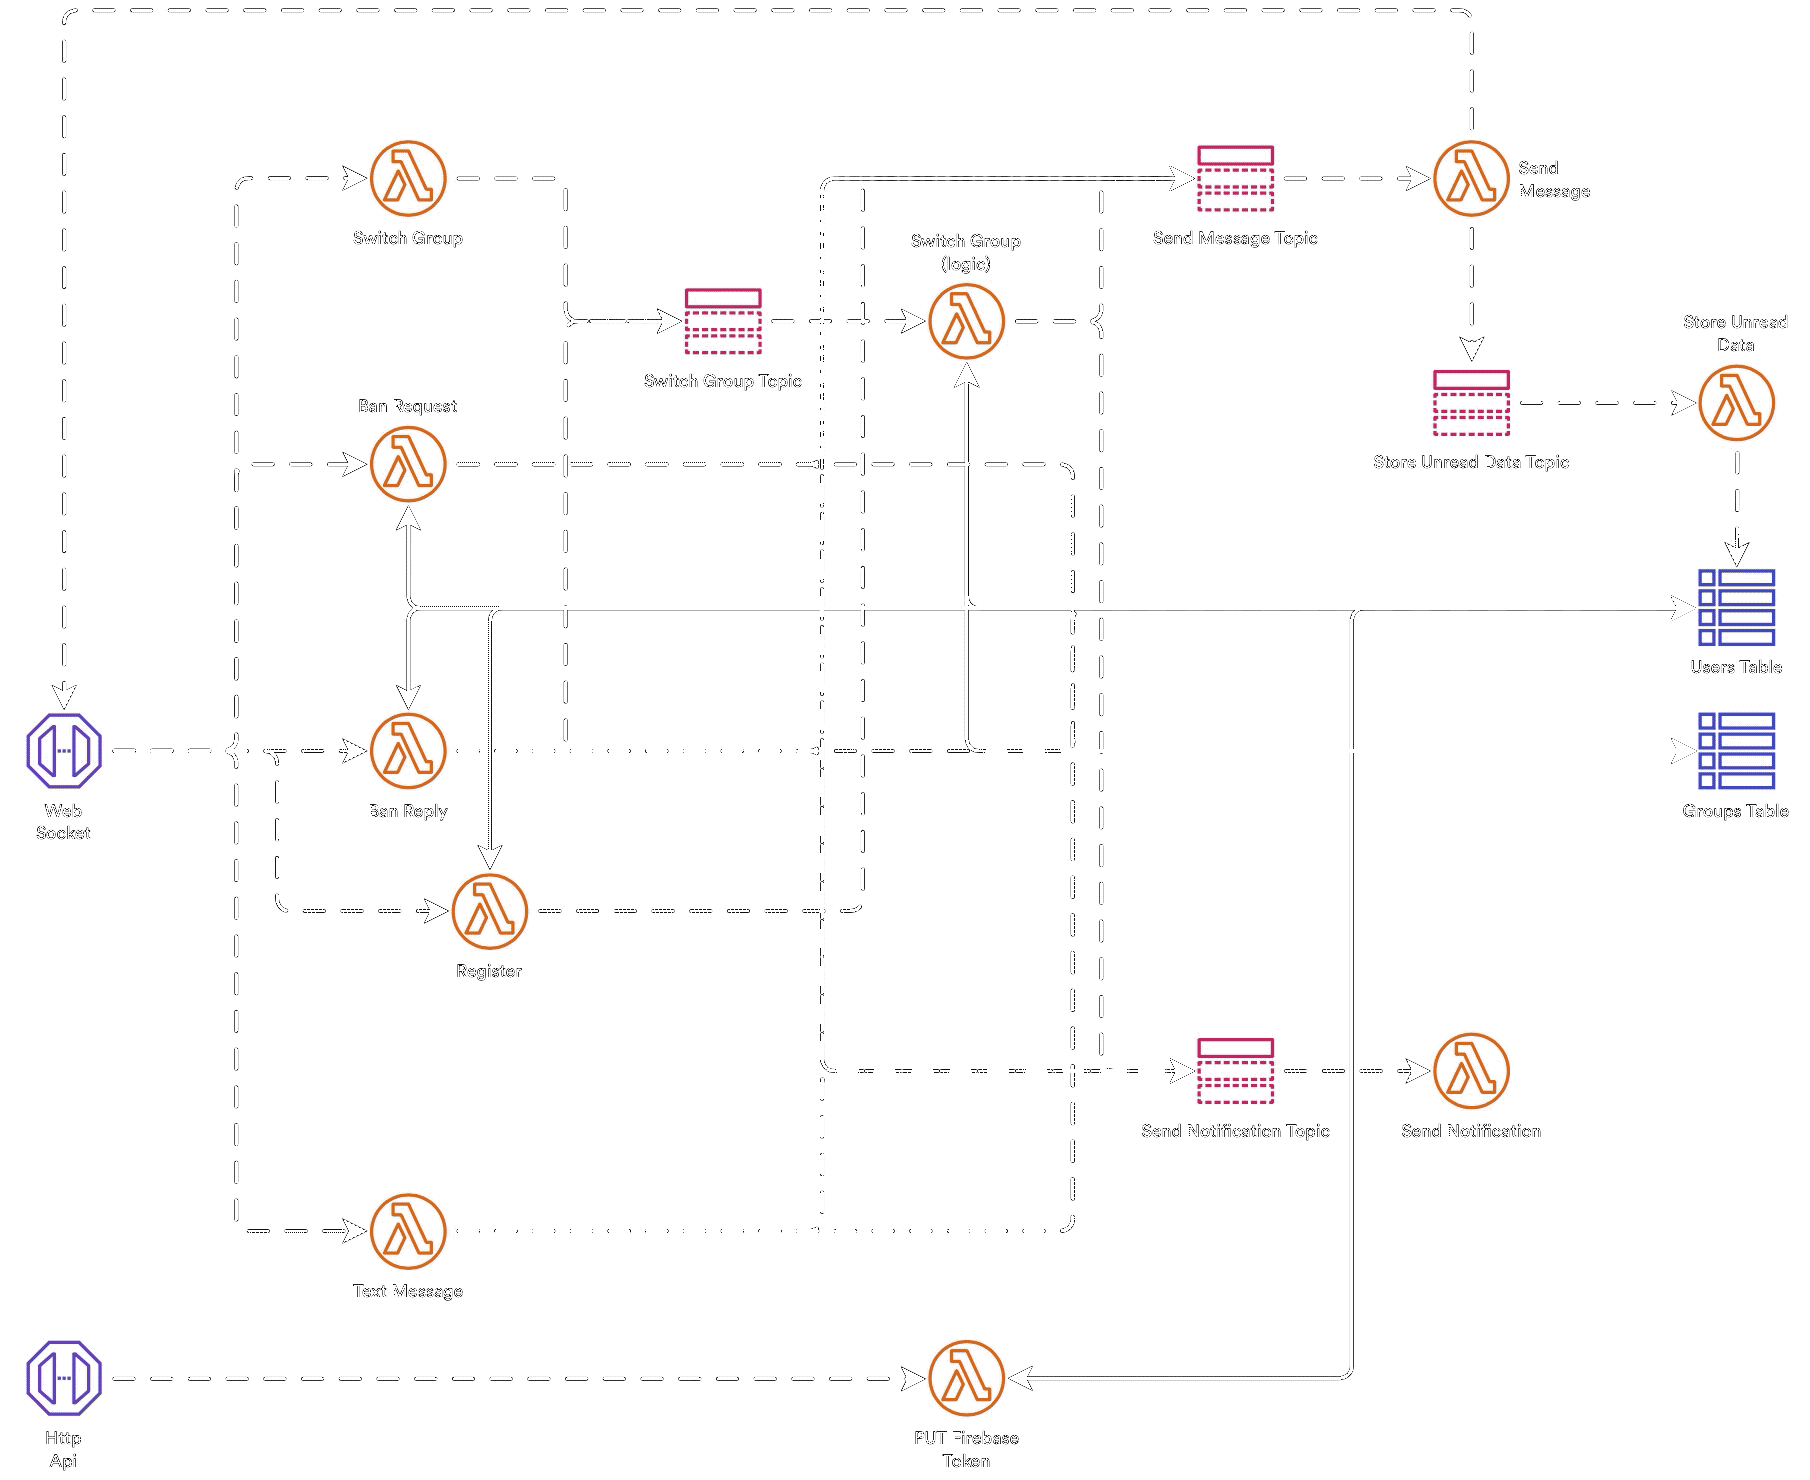 Send
Message
Switch Group
Switch Group
(logic)
Send Message Topic
Store Unread
Data
Switch Group Topic
Ban Request
Store Unread Data Topic
Users Table
Web
Socket
Ban Reply
Groups Table
Register
Send Notification Topic
Send Notification
Text Message
Http
Api
PUT Firebase
Token